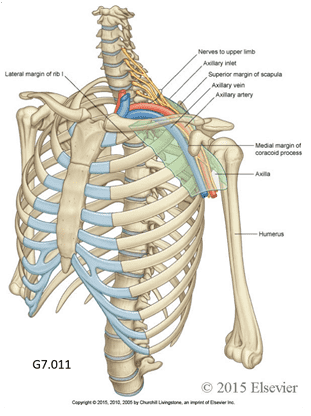 Nerves to upper limb
Axillary inlet
Lateral margin of rib I
Superior margin of scapula
Axillary vein
Axillary artery
Medial margin of
coracoid process
Axilla
Humerus
G7.011
© 2015 Elsevier
Copyright © 2015, 2010, 2005 by Churchill Livingstone, an imprint of Elsevier Inc.